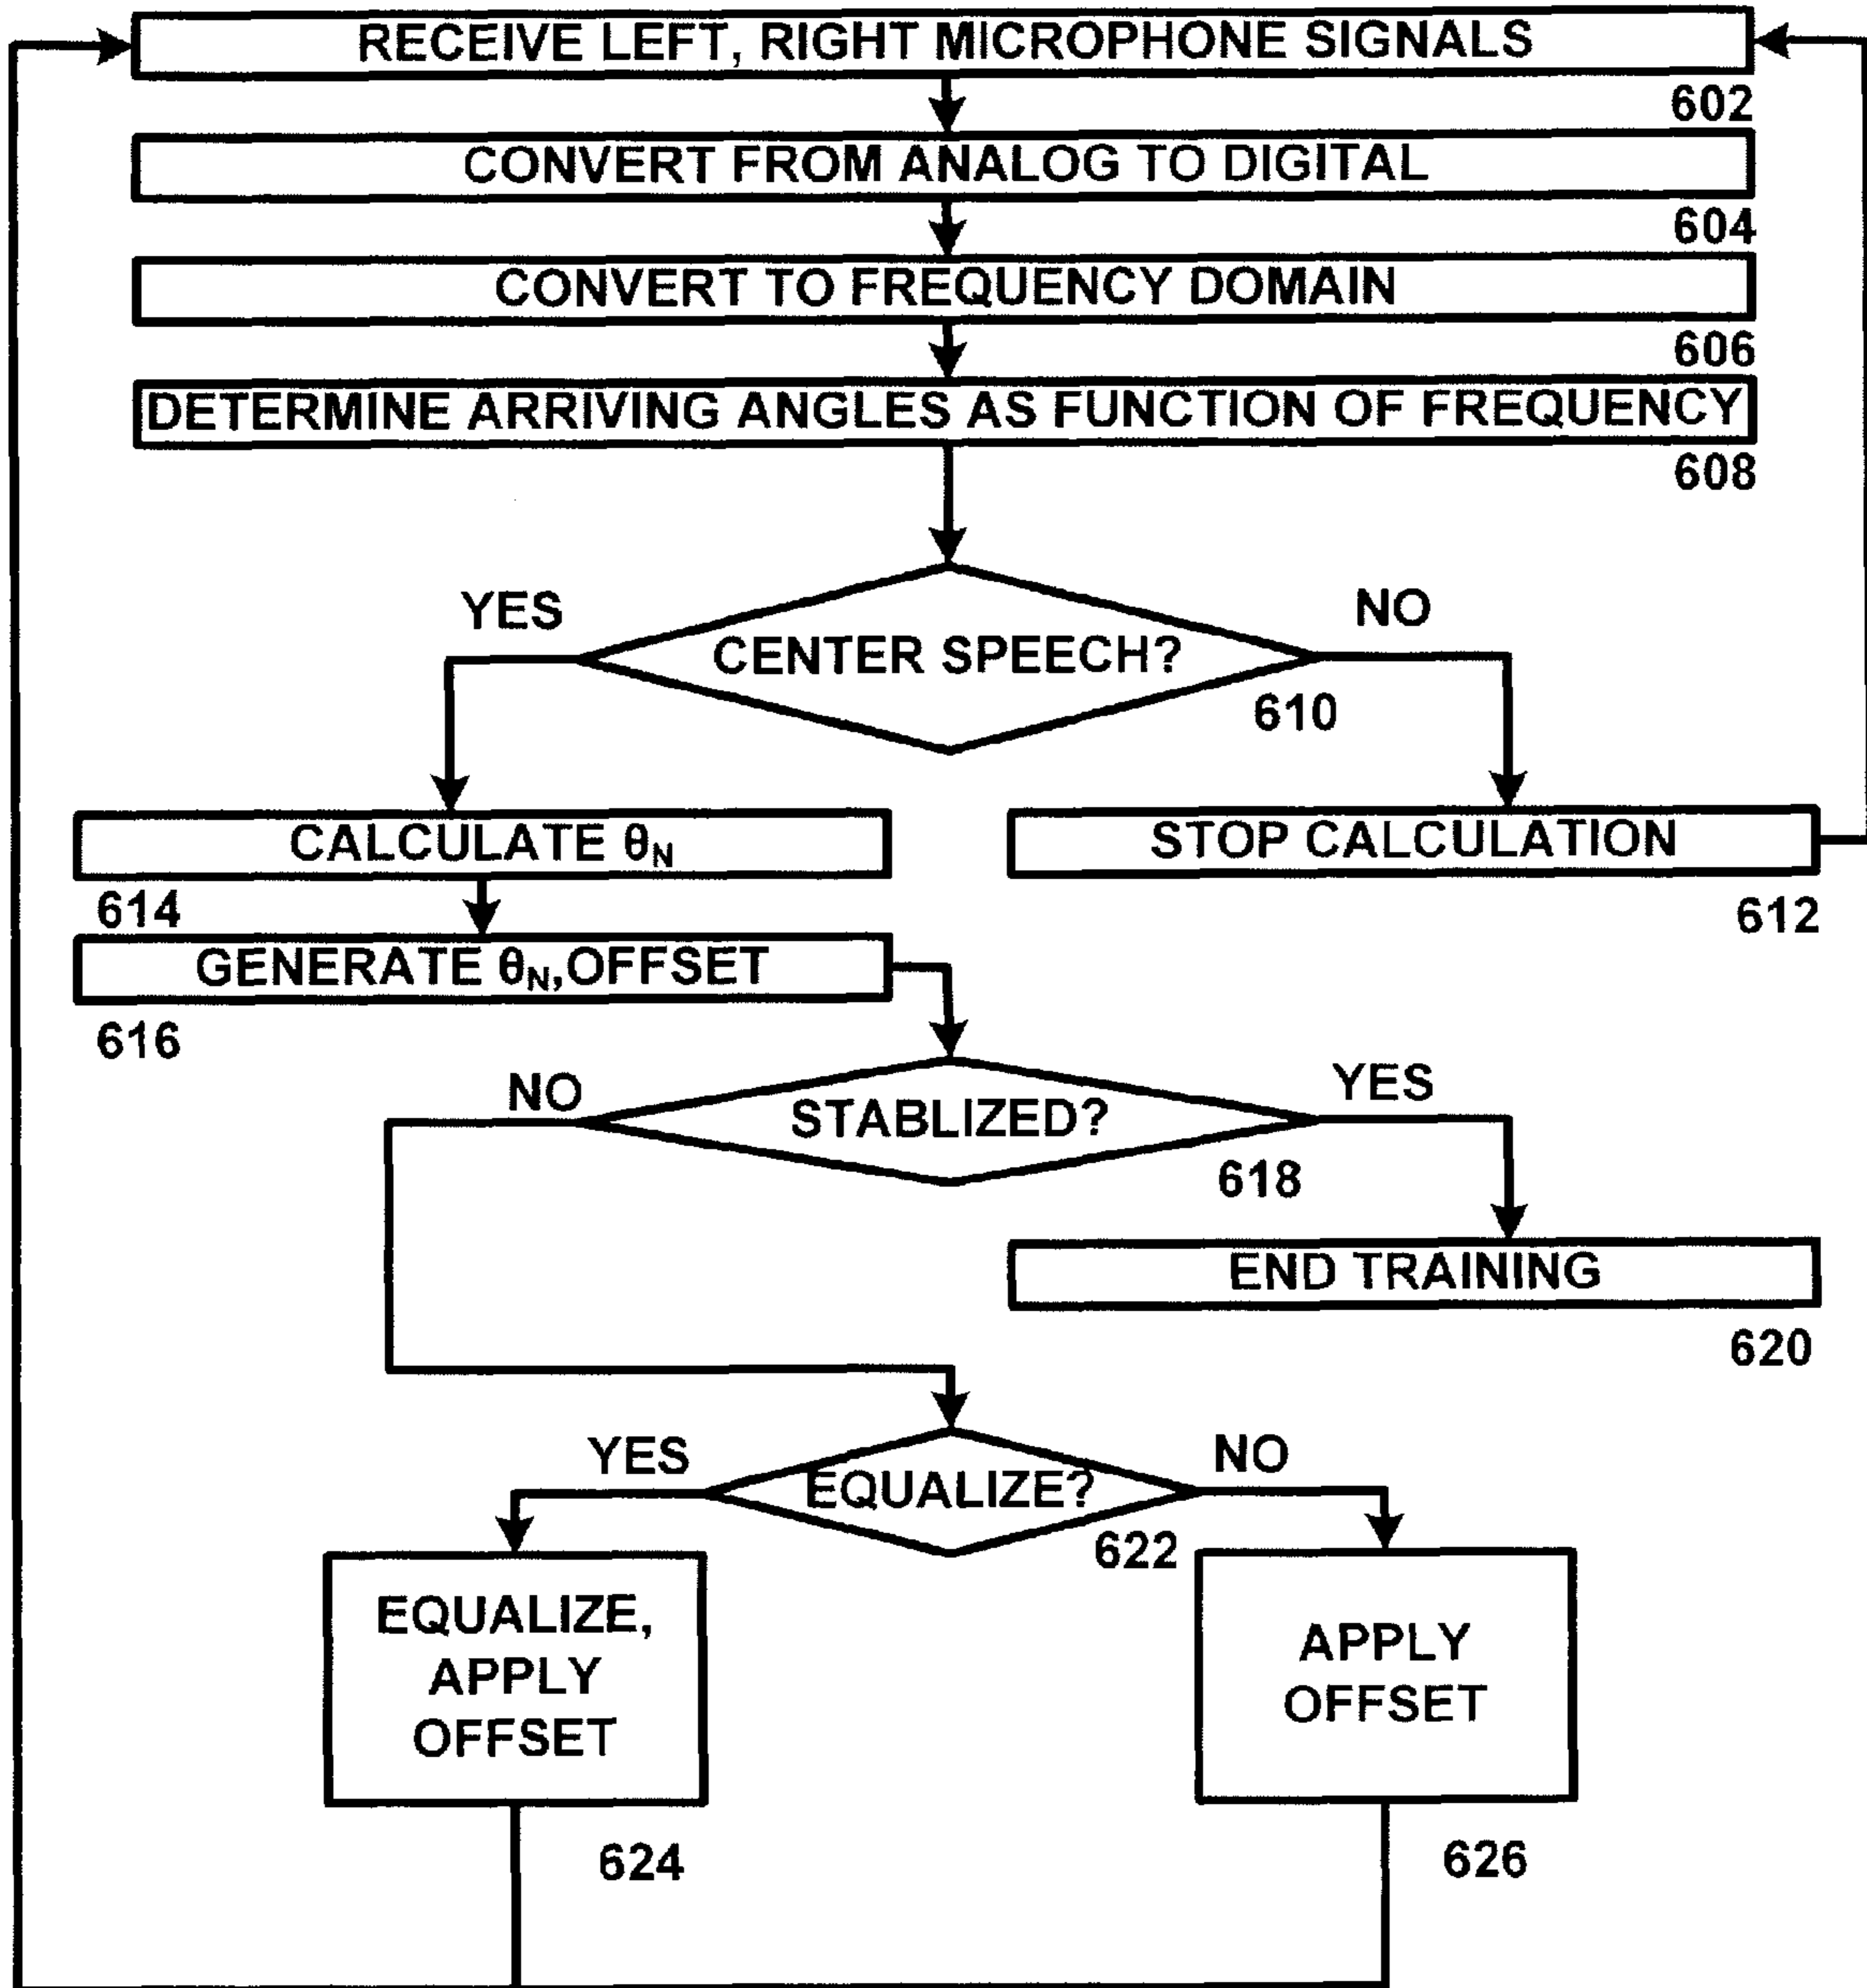 RECEIVE LEFT, RIGHT MICROPHONE SIGNALS
602
CONVERT FROM ANALOG TO DIGITAL
604
CONVERT TO FREQUENCY DOMAIN
606
DETERMINE ARRIVING ANGLES AS FUNCTION OF FREQUENCY
608
YES
NO
CENTER SPEECH?
610
CALCULATE θN
STOP CALCULATION
614
612
GENERATE θN,OFFSET
616
NO
YES
STABLIZED?
618
END TRAINING
620
YES
NO
EQUALIZE?
622
EQUALIZE,
APPLY
OFFSET
APPLY
OFFSET
624
626